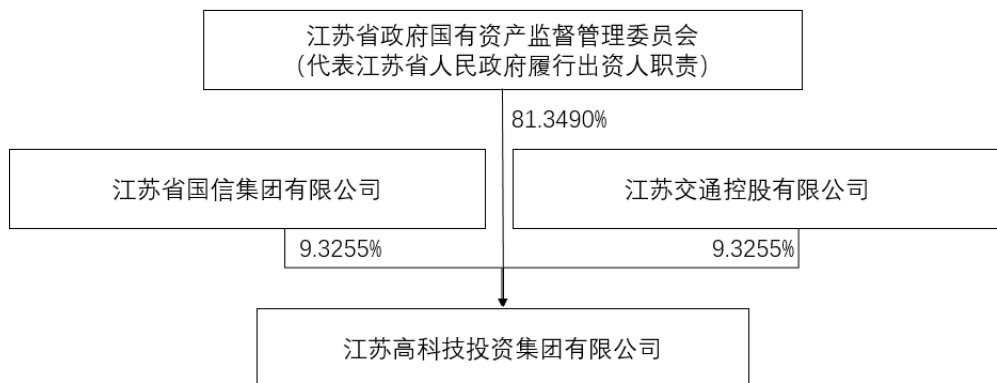 江苏省政府国有资产监督管理委员会
（代表江苏省人民政府履行出资人职责）
81.3490%
江苏省国信集团有限公司
江苏交通控股有限公司
9.3255%
9.3255%
江苏高科技投资集团有限公司